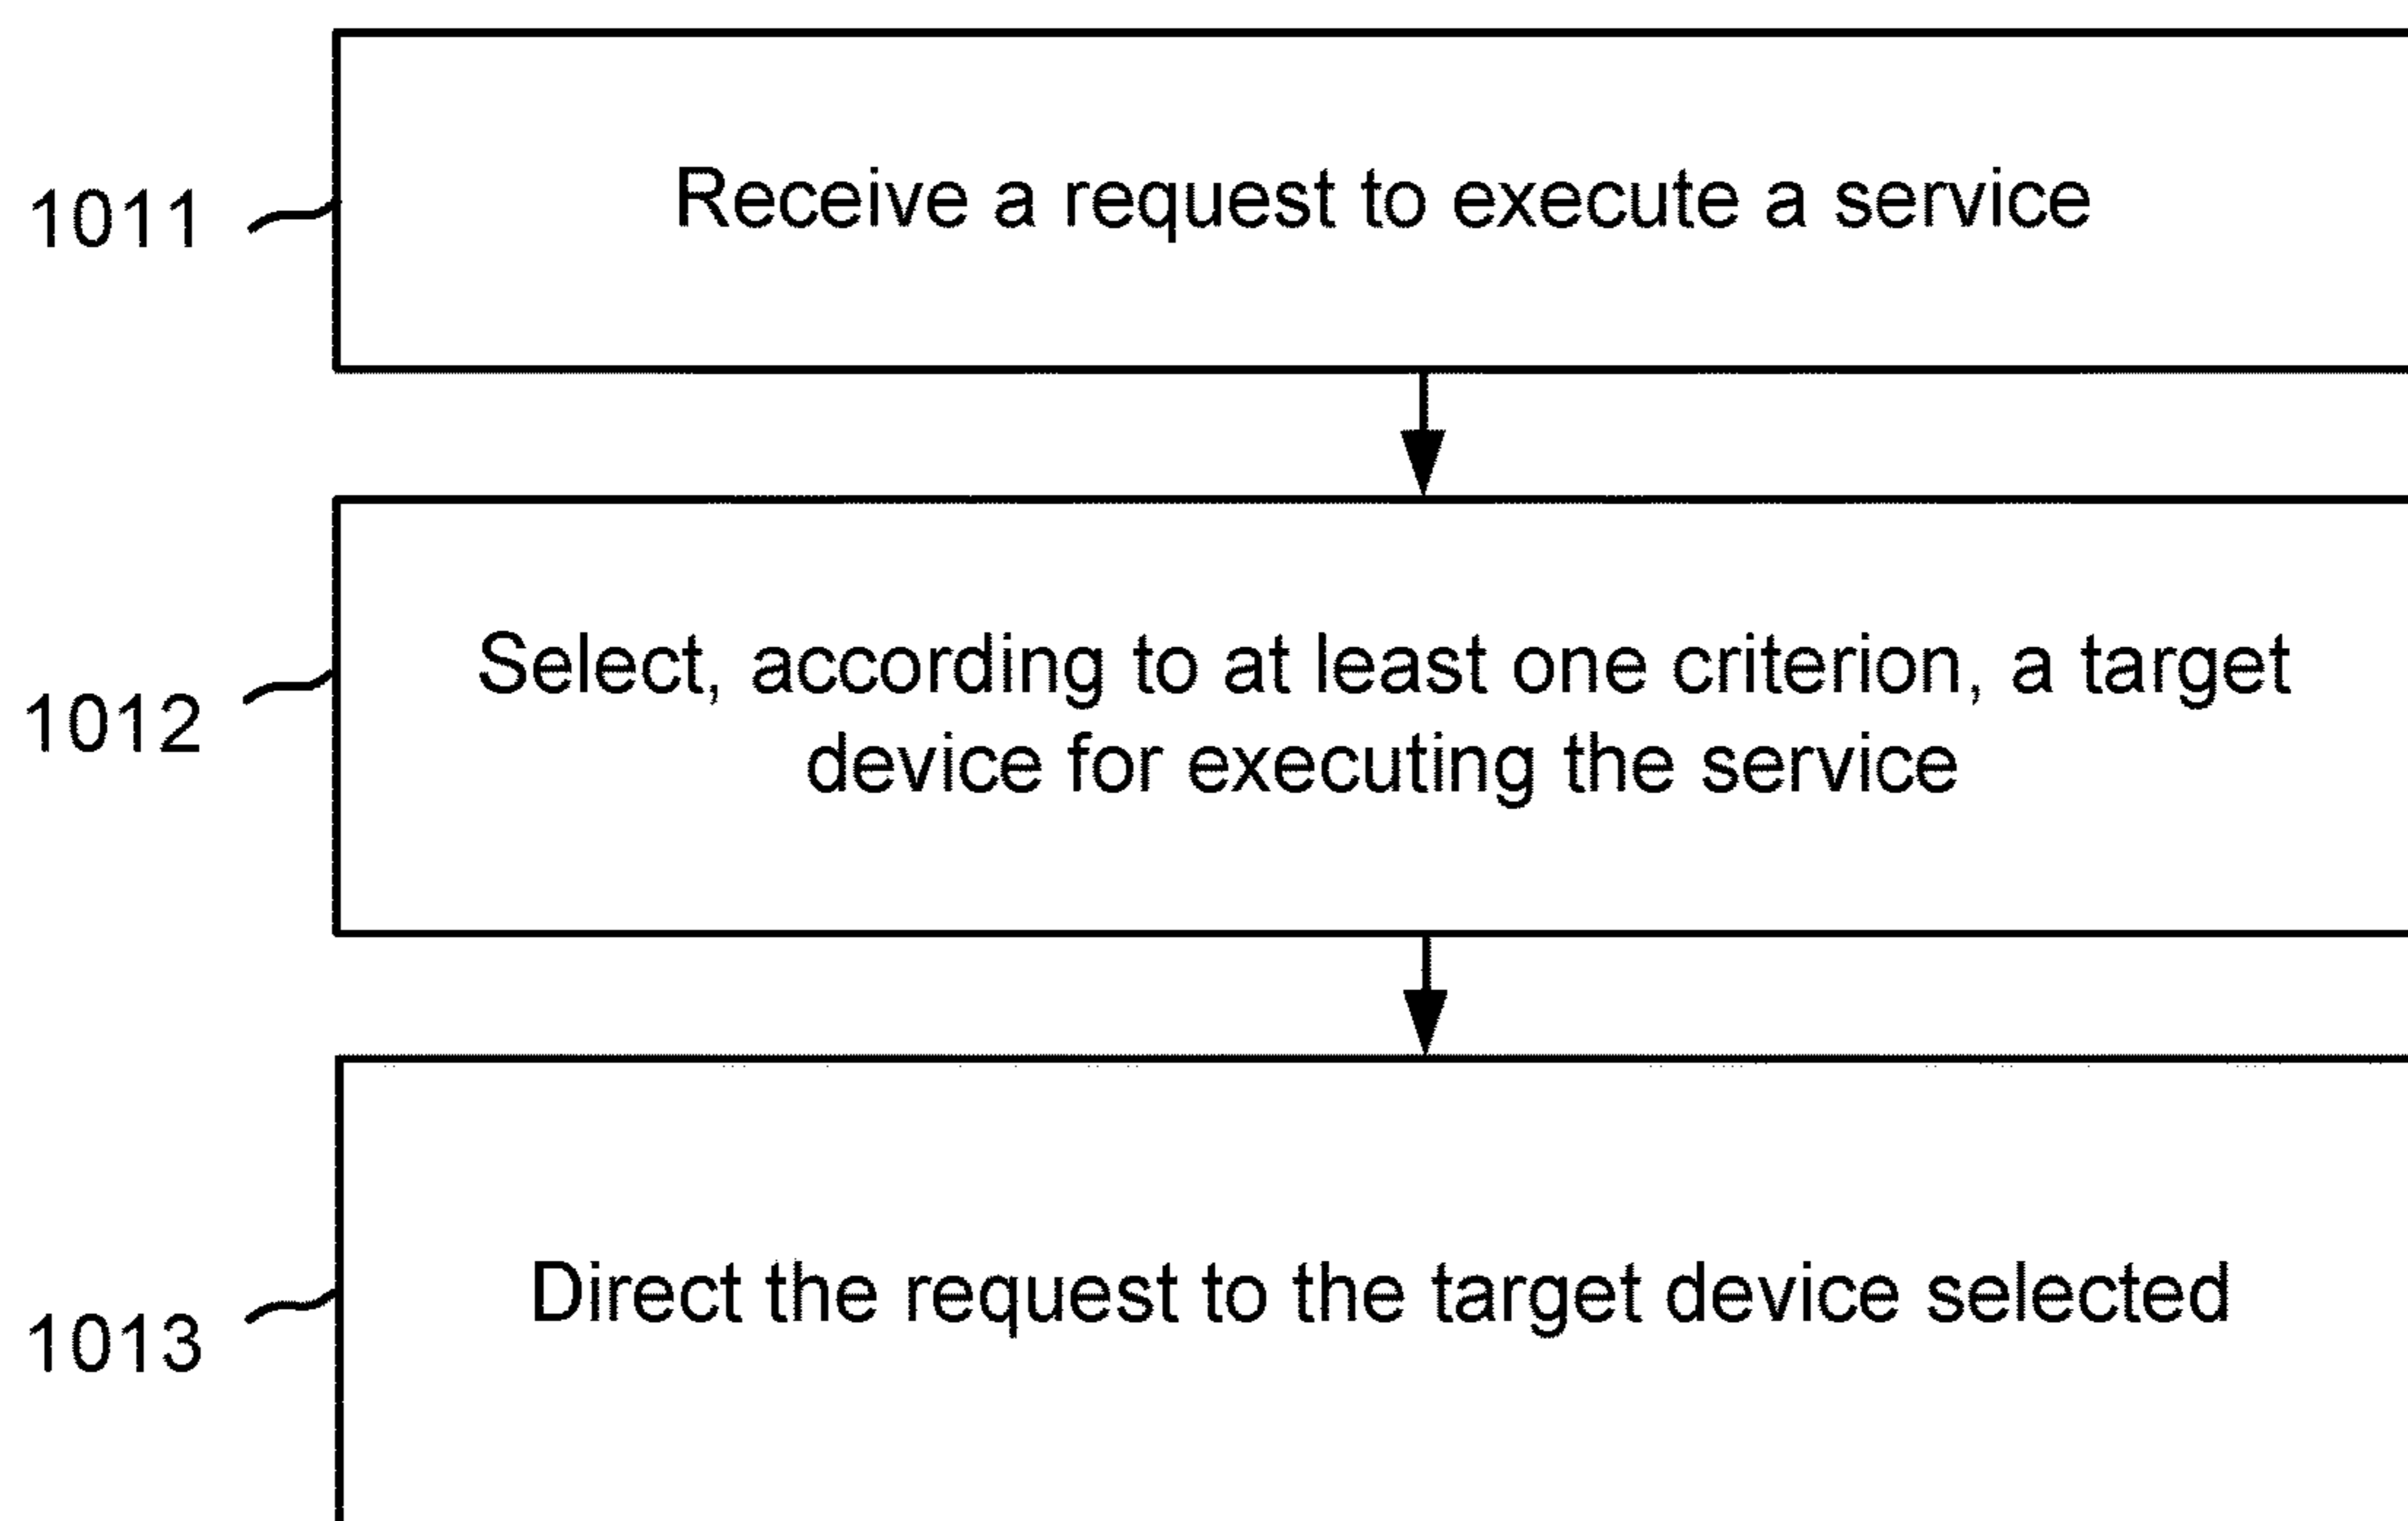 1011
Receive a request to execute a service
1012
Select, according to at least one criterion, a target
device for executing the service
1013
Direct the request to the target device selected